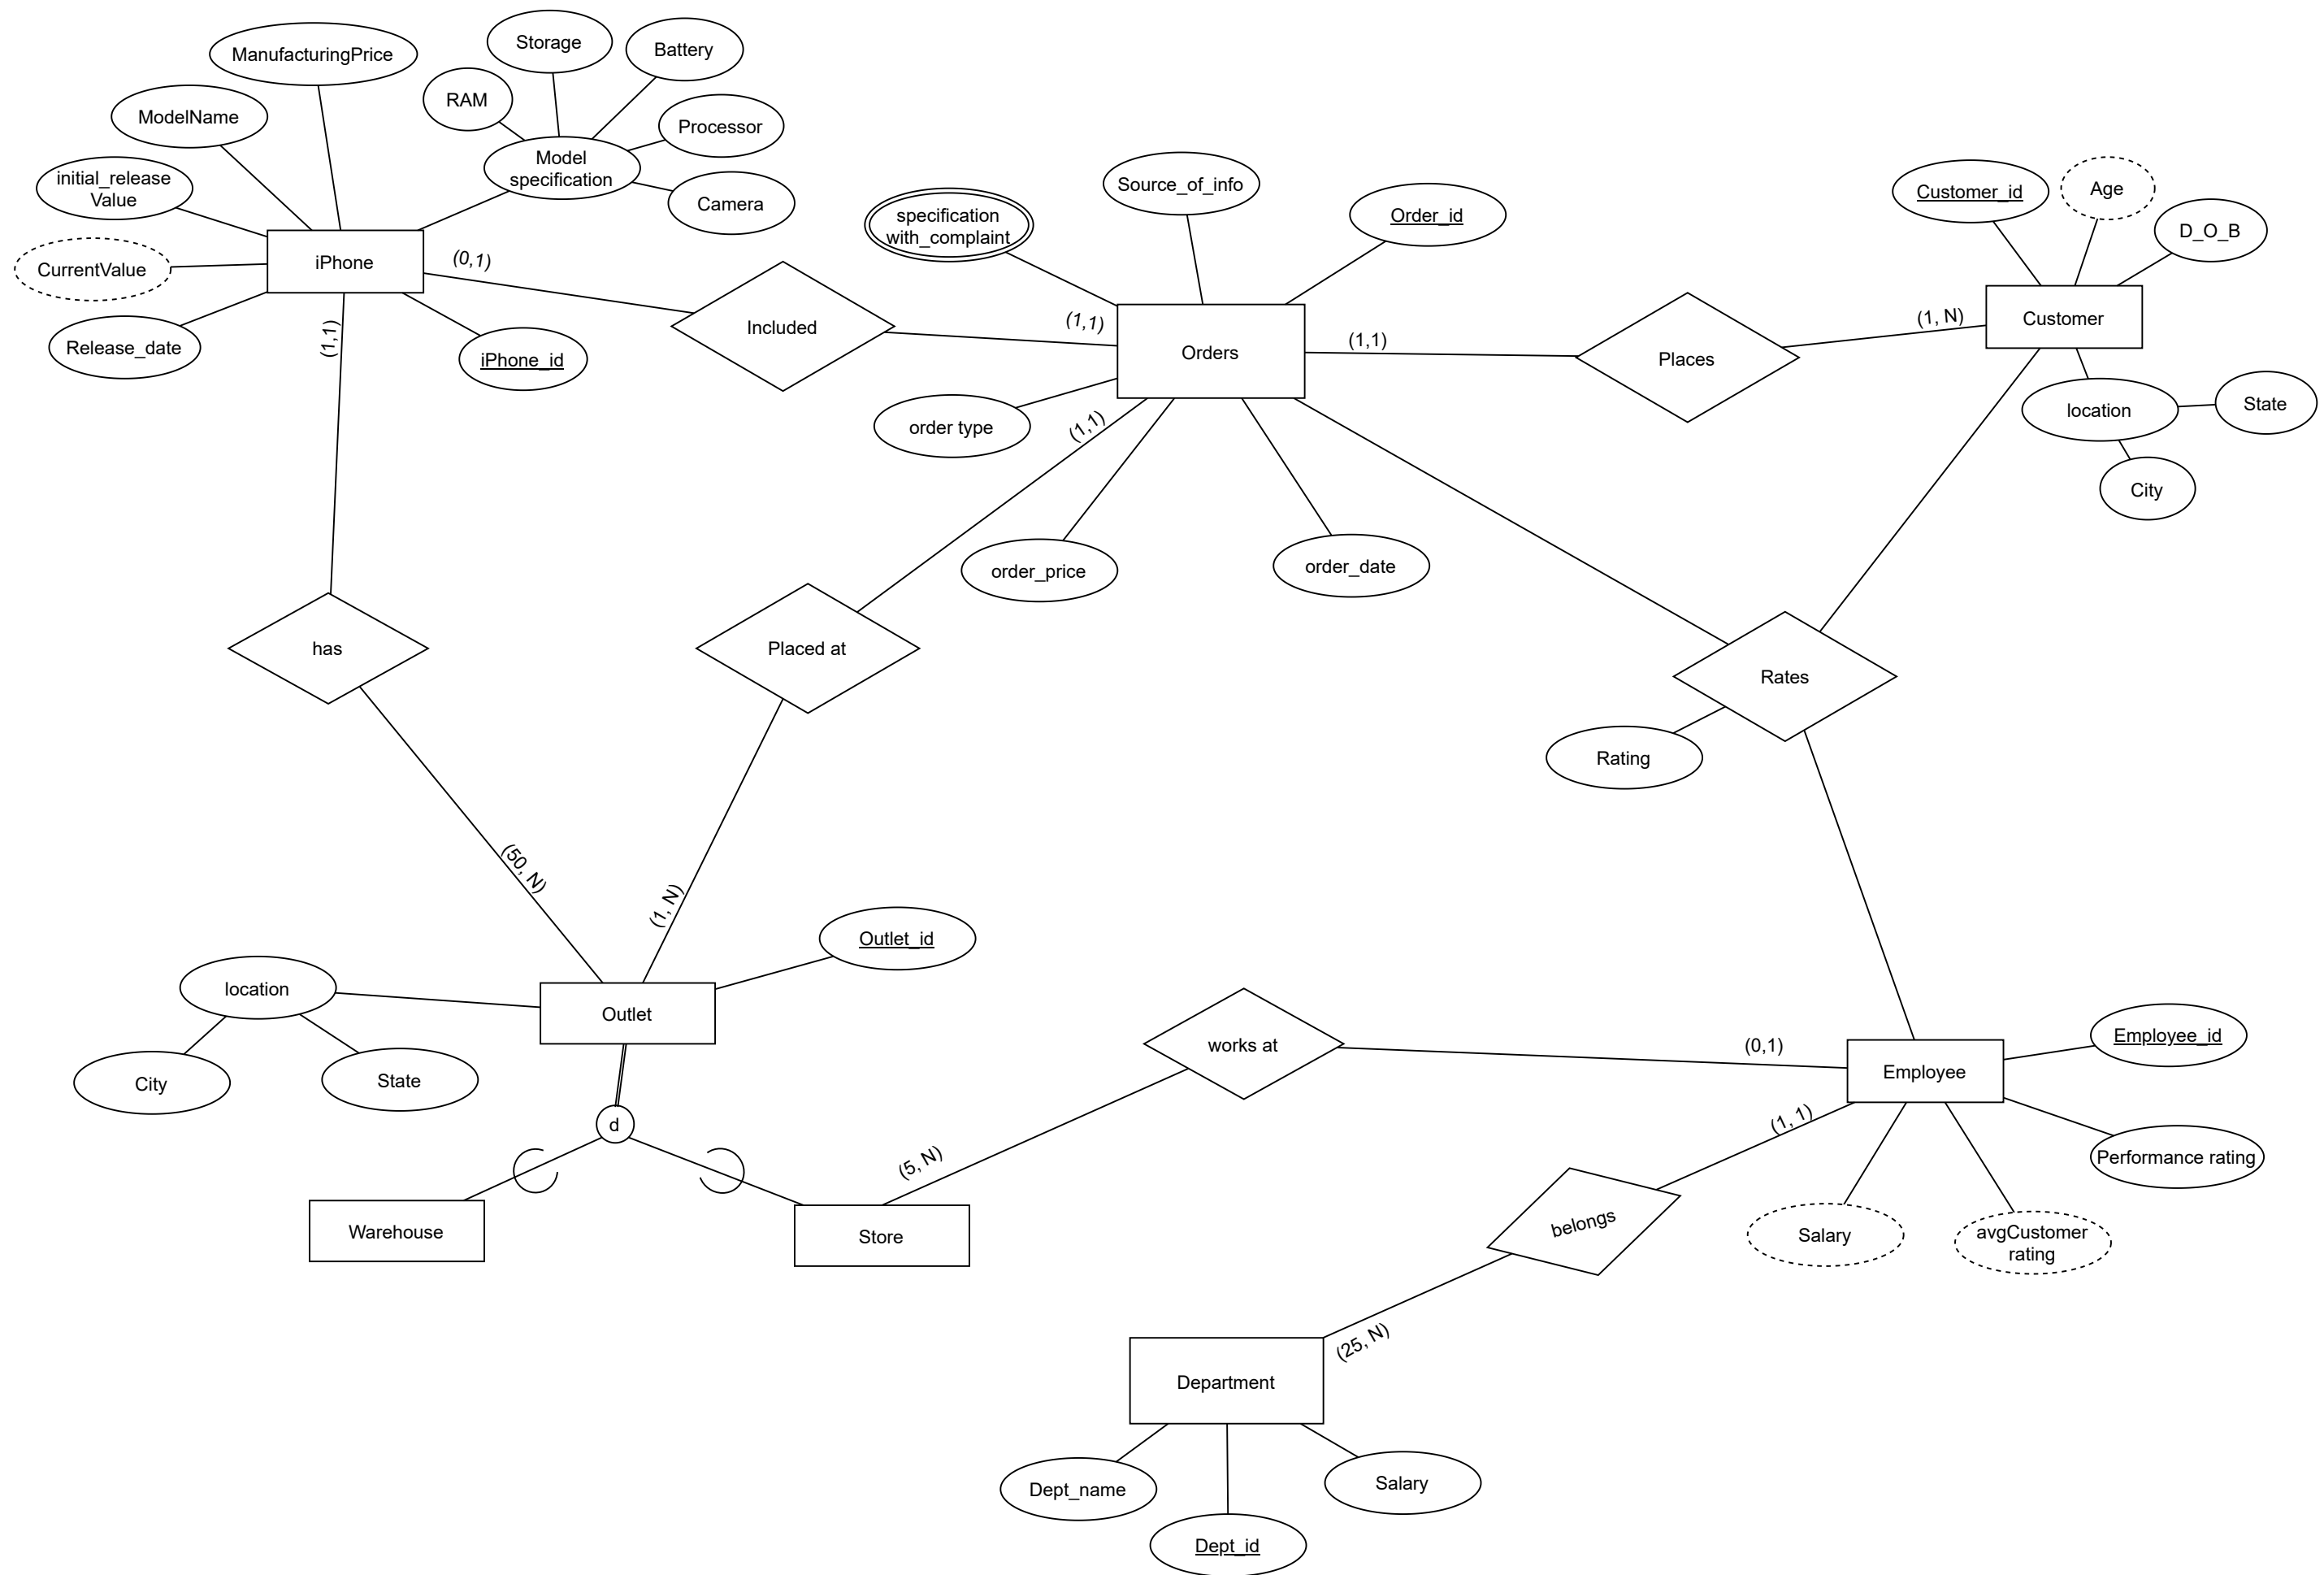 Storage
Battery
ManufacturingPrice
RAM
ModelName
Processor
Model
specification
initial_release
Value
Camera
CurrentValue
iPhone
(0,1)
Release_date
iPhone_id
(1,1)
Included
specification
with_complaint
Source_of_info
Order_id
(1,1)
Orders
(1,1)
order type
(1,1)
order_price
order_date
Places
(1, N)
Customer_id
Age
D_O_B
Customer
location
State
City
has
Placed at
Rates
Rating
(50, N)
(1, N)
Outlet_id
location
Outlet
City
State
d
Warehouse
Store
(5, N)
works at
(0,1)
Employee
Employee_id
(1, 1)
Performance rating
Salary
avgCustomer
rating
belongs
(25, N)
Department
Dept_name
Salary
Dept_id